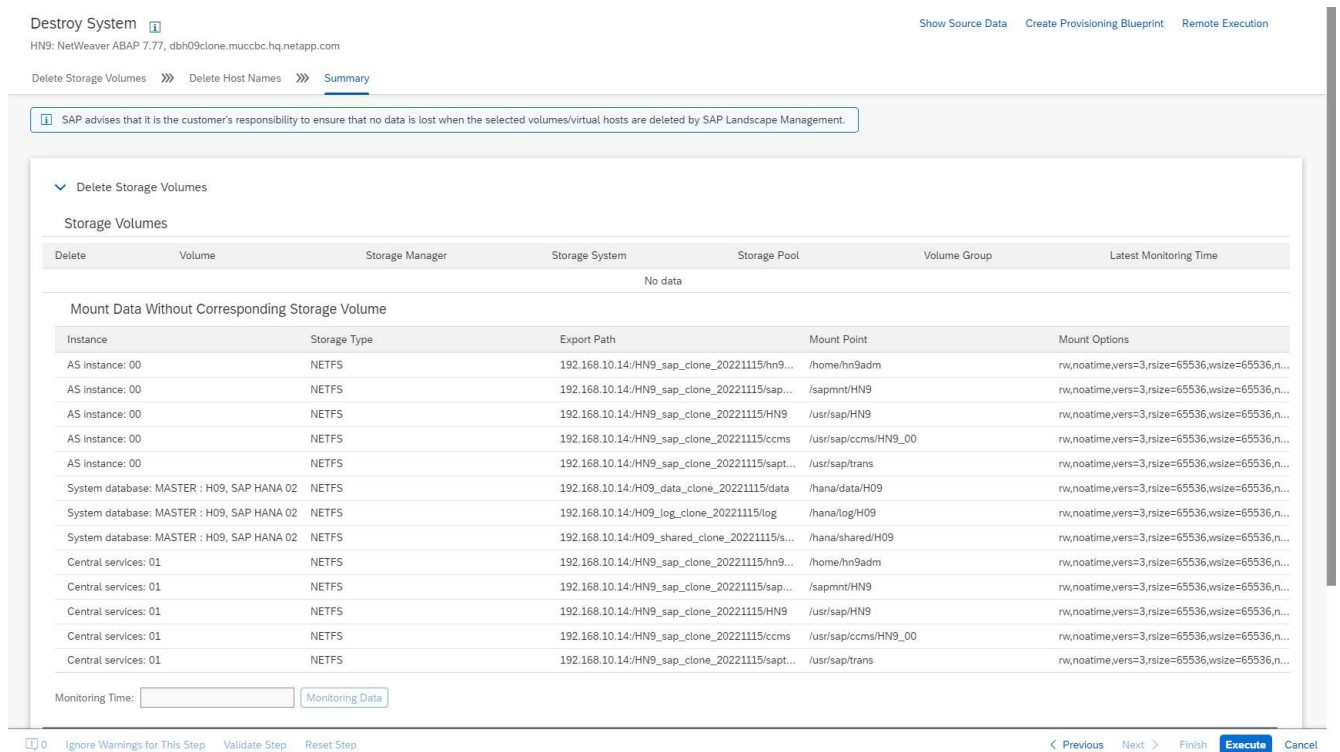 Destroy System
Show Source Data Create Provisioning Blueprint Remote Execution
HN9: NetWeaver ABAP 7.77, dbh09clone.muccbc.hq.netapp.com
Delete Storage Volumes Delete Host Names Summary
SAP advises that it is the customer's responsibility to ensure that no data is lost when the selected volumes/virtual hosts are deleted by SAP Landscape Management.
Delete Storage Volumes
Storage Volumes
Delete Volume Storage Manager Storage System Storage Pool Volume Group Latest Monitoring Time
No data
Mount Data Without Corresponding Storage Volume
Instance Storage Type Export Path Mount Point Mount Options
AS instance: 00 NETFS 192.168.10.14:/HN9_sap_clone_20221115/hn9... /home/hn9adm rw,noatime,vers=3,rsize=65536,wsize=65536,n...
AS instance: 00 NETFS 192.168.10.14:/HN9_sap_clone_20221115/sap... /sapmnt/HN9 rw,noatime,vers=3,rsize=65536,wsize=65536,n...
AS instance: 00 NETFS 192.168.10.14:/HN9_sap_clone_20221115/HN9 /usr/sap/HN9 rw,noatime,vers=3,rsize=65536,wsize=65536,n...
AS instance: 00 NETFS 192.168.10.14:/HN9_sap_clone_20221115/ccms /usr/sap/ccms/HN9_00 rw,noatime,vers=3,rsize=65536,wsize=65536,n...
AS instance: 00 NETFS 192.168.10.14:/HN9_sap_clone_20221115/sapt... /usr/sap/trans rw,noatime,vers=3,rsize=65536,wsize=65536,n...
System database: MASTER : H09, SAP HANA 02 NETFS 192.168.10.14:/H09_data_clone_20221115/data /hana/data/H09 rw,noatime,vers=3,rsize=65536,wsize=65536,n...
System database: MASTER : H09, SAP HANA 02 NETFS 192.168.10.14:/H09_log_clone_20221115/log /hana/log/H09 rw,noatime,vers=3,rsize=65536,wsize=65536,n...
System database: MASTER : H09, SAP HANA 02 NETFS 192.168.10.14:/H09_shared_clone_20221115/s... /hana/shared/H09 rw,noatime,vers=3,rsize=65536,wsize=65536,n...
Central services: 01 NETFS 192.168.10.14:/HN9_sap_clone_20221115/hn9... /home/hn9adm rw,noatime,vers=3,rsize=65536,wsize=65536,n...
Central services: 01 NETFS 192.168.10.14:/HN9_sap_clone_20221115/sap... /sapmnt/HN9 rw,noatime,vers=3,rsize=65536,wsize=65536,n...
Central services: 01 NETFS 192.168.10.14:/HN9_sap_clone_20221115/HN9 /usr/sap/HN9 rw,noatime,vers=3,rsize=65536,wsize=65536,n...
Central services: 01 NETFS 192.168.10.14:/HN9_sap_clone_20221115/ccms /usr/sap/ccms/HN9_00 rw,noatime,vers=3,rsize=65536,wsize=65536,n...
Central services: 01 NETFS 192.168.10.14:/HN9_sap_clone_20221115/sapt... /usr/sap/trans rw,noatime,vers=3,rsize=65536,wsize=65536,n...
Monitoring Time: Monitoring Data
0 Ignore Warnings for This Step Validate Step Reset Step < Previous Next > Finish Execute Cancel